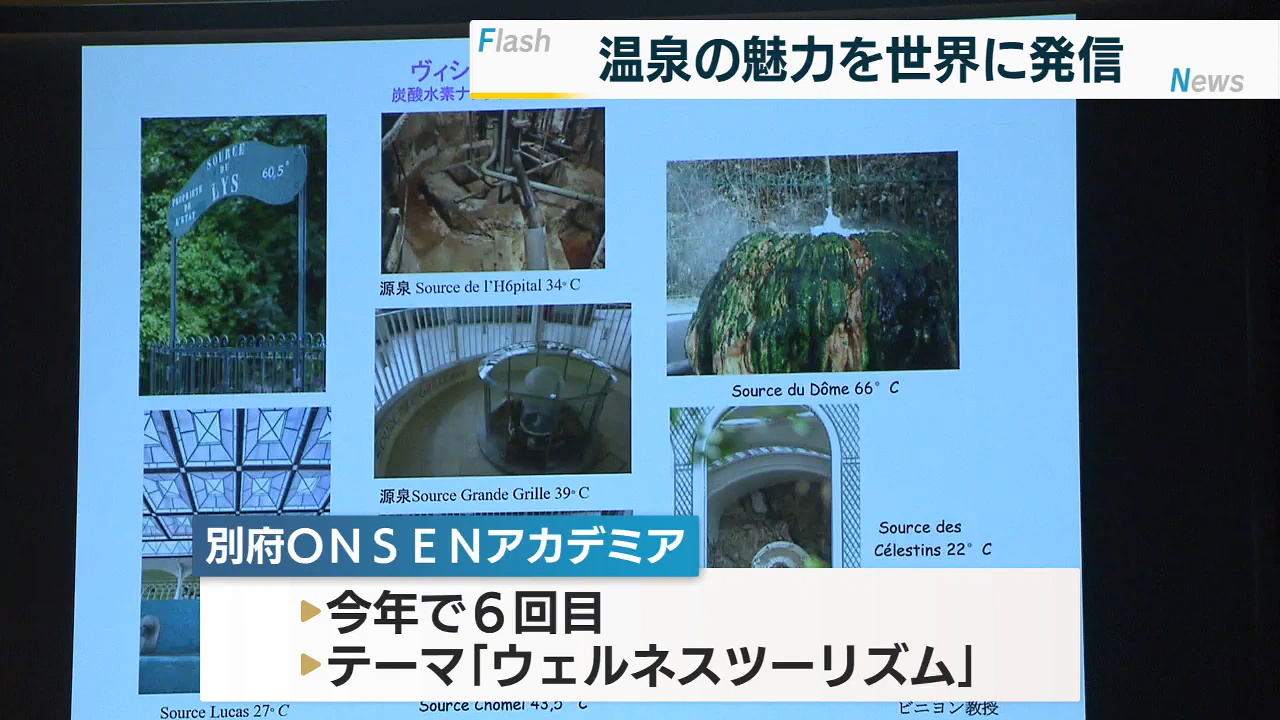 Flash
温泉の魅力を世界に発信
News
ヴィシ
炭酸水素ナ
SOURCE
DU
LYS
60,5°
PROPRIETE
DE
L'ETAT
源泉 Source de l'Hôpital 34°C
Source du Dôme 66°C
源泉Source Grande Grille 39°C
Source des
Célestins 22°C
別府ONSENアカデミア
今年で6回目
テーマ「ウェルネスツーリズム」
Source Lucas 27°C
Source Chomel 43,5°C
ビニヨン教授